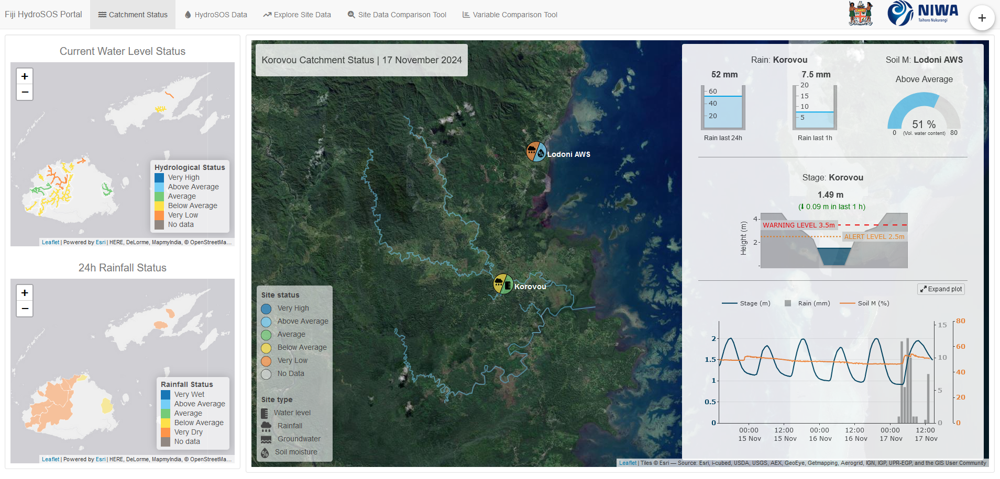 Fiji HydroSOS Portal
Catchment Status
HydroSOS Data
Explore Site Data
Site Data Comparison Tool
Variable Comparison Tool
NIWA
Taihoro Nukurangi
+
Current Water Level Status
+
−
Hydrological Status
Very High
Above Average
Average
Below Average
Very Low
No data
Leaflet | Powered by Esri | HERE, DeLorme, MapmyIndia, © OpenStreetMa...
24h Rainfall Status
+
−
Rainfall Status
Very Wet
Above Average
Average
Below Average
Very Dry
No data
Leaflet | Powered by Esri | HERE, DeLorme, MapmyIndia, © OpenStreetMa...
Korovou Catchment Status | 17 November 2024
Lodoni AWS
Korovou
Site status
Very High
Above Average
Average
Below Average
Very Low
No Data
Site type
Water level
Rainfall
Groundwater
% Soil moisture
Rain: Korovou
52 mm
60
40
20
Rain last 24h
7.5 mm
20
15
10
5
Rain last 1h
Soil M: Lodoni AWS
Above Average
51 %
0 (Vol. water content) 80
Stage: Korovou
1.49 m
(⬇ 0.09 m in last 1 h)
Height (m)
4
2
WARNING LEVEL 3.5m
ALERT LEVEL 2.5m
Expand plot
Stage (m) Rain (mm) Soil M (%)
2
1.5
1
0.5
0
15
10
5
0
80
60
40
20
0
00:00 12:00 00:00 12:00 00:00 12:00
15 Nov 15 Nov 16 Nov 16 Nov 17 Nov 17 Nov
Leaflet | Tiles © Esri — Source: Esri, i-cubed, USDA, USGS, AEX, GeoEye, Getmapping, Aerogrid, IGN, IGP, UPR-EGP, and the GIS User Community